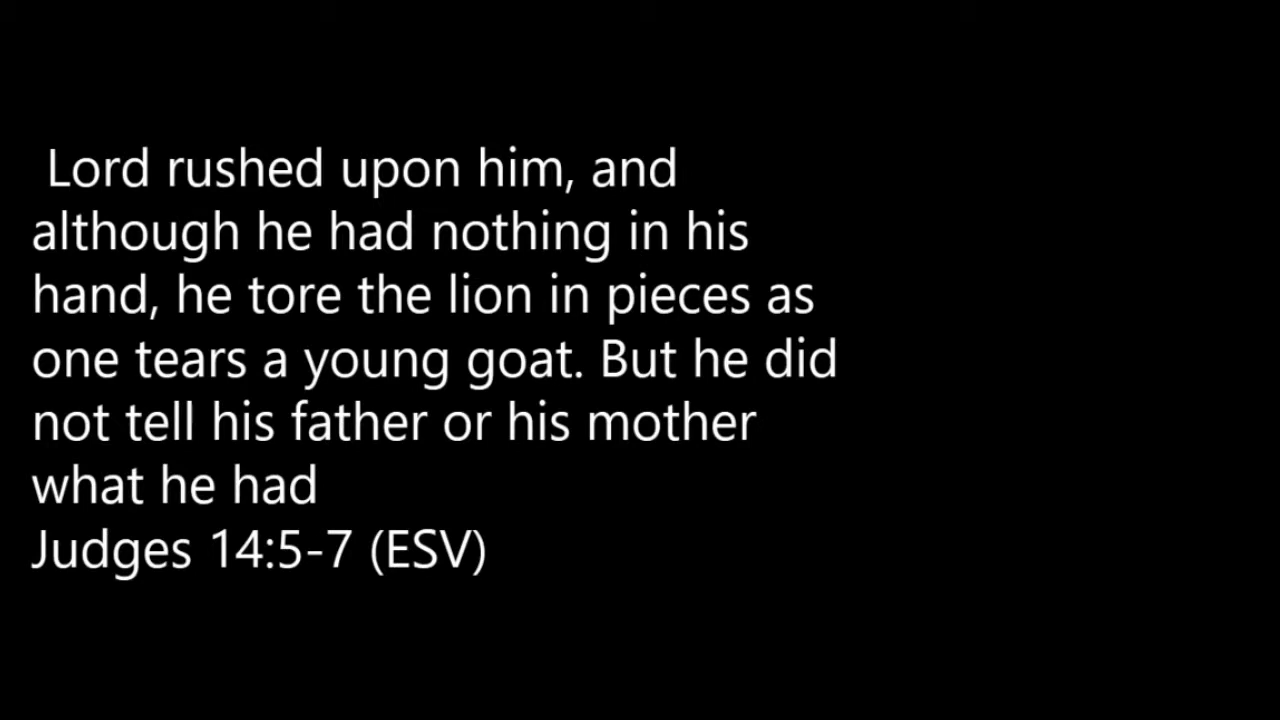 Lord rushed upon him, and
although he had nothing in his
hand, he tore the lion in pieces as
one tears a young goat. But he did
not tell his father or his mother
what he had
Judges 14:5-7 (ESV)